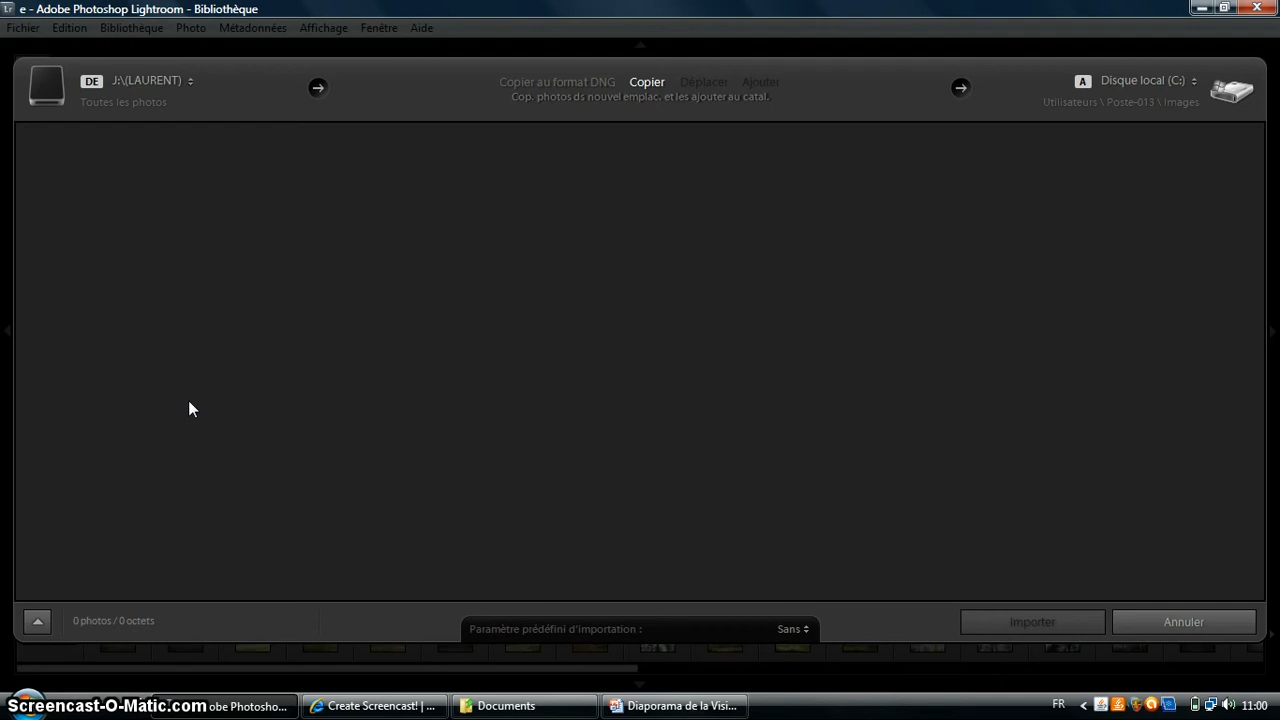 Lr e - Adobe Photoshop Lightroom - Bibliothèque
Fichier Edition Bibliothèque Photo Métadonnées Affichage Fenêtre Aide
DE J:\(LAURENT)
Toutes les photos
Copier au format DNG Copier Déplacer Ajouter
Cop. photos ds nouvel emplac. et les ajouter au catal.
A Disque local (C:)
Utilisateurs \ Poste-013 \ Images
0 photos / 0 octets
Paramètre prédéfini d'importation : Sans
Importer Annuler
Screencast-O-Matic.com
obe Photosho... Create Screencast! | ... Documents Diaporama de la Visi... FR 11:00